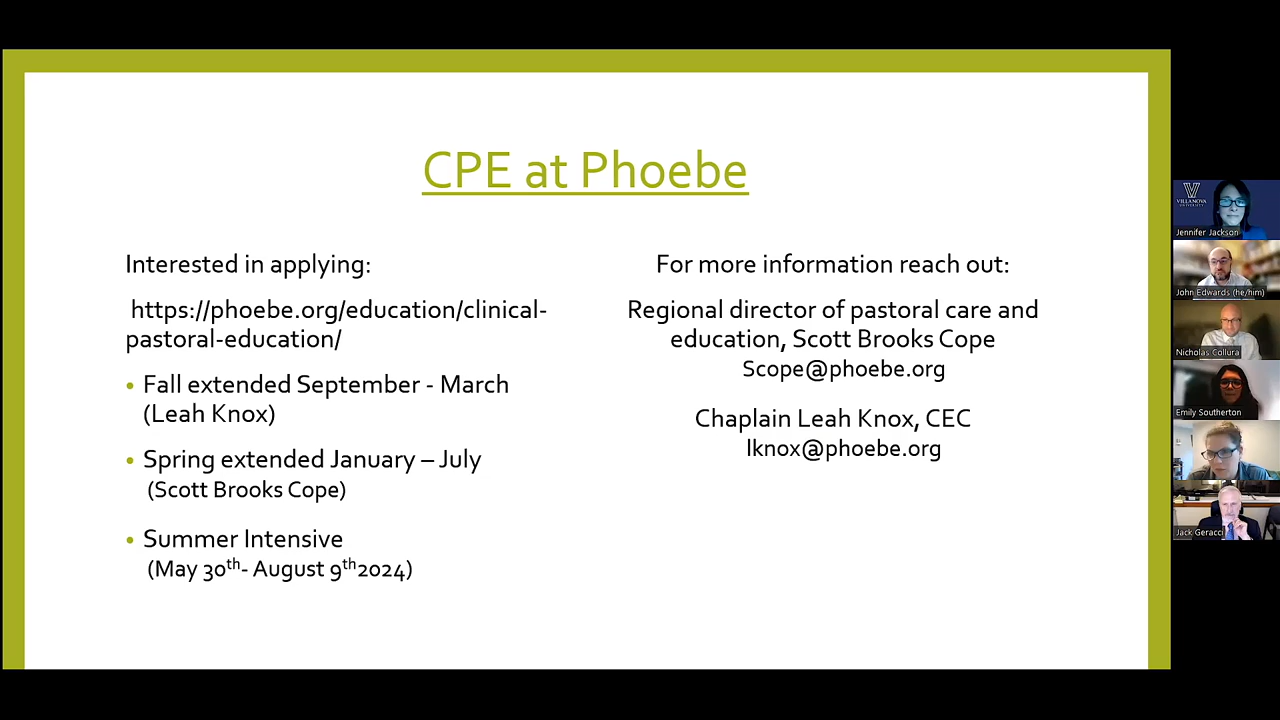 CPE at Phoebe
Interested in applying:
https://phoebe.org/education/clinical-
pastoral-education/
• Fall extended September - March
(Leah Knox)
• Spring extended January – July
(Scott Brooks Cope)
• Summer Intensive
(May 30th- August 9th2024)
For more information reach out:
Regional director of pastoral care and
education, Scott Brooks Cope
Scope@phoebe.org
Chaplain Leah Knox, CEC
lknox@phoebe.org
VILLANOVA
UNIVERSITY
Jennifer Jackson
John Edwards (he/him)
Nicholas Collura
Emily Southerton
Jack Geracci